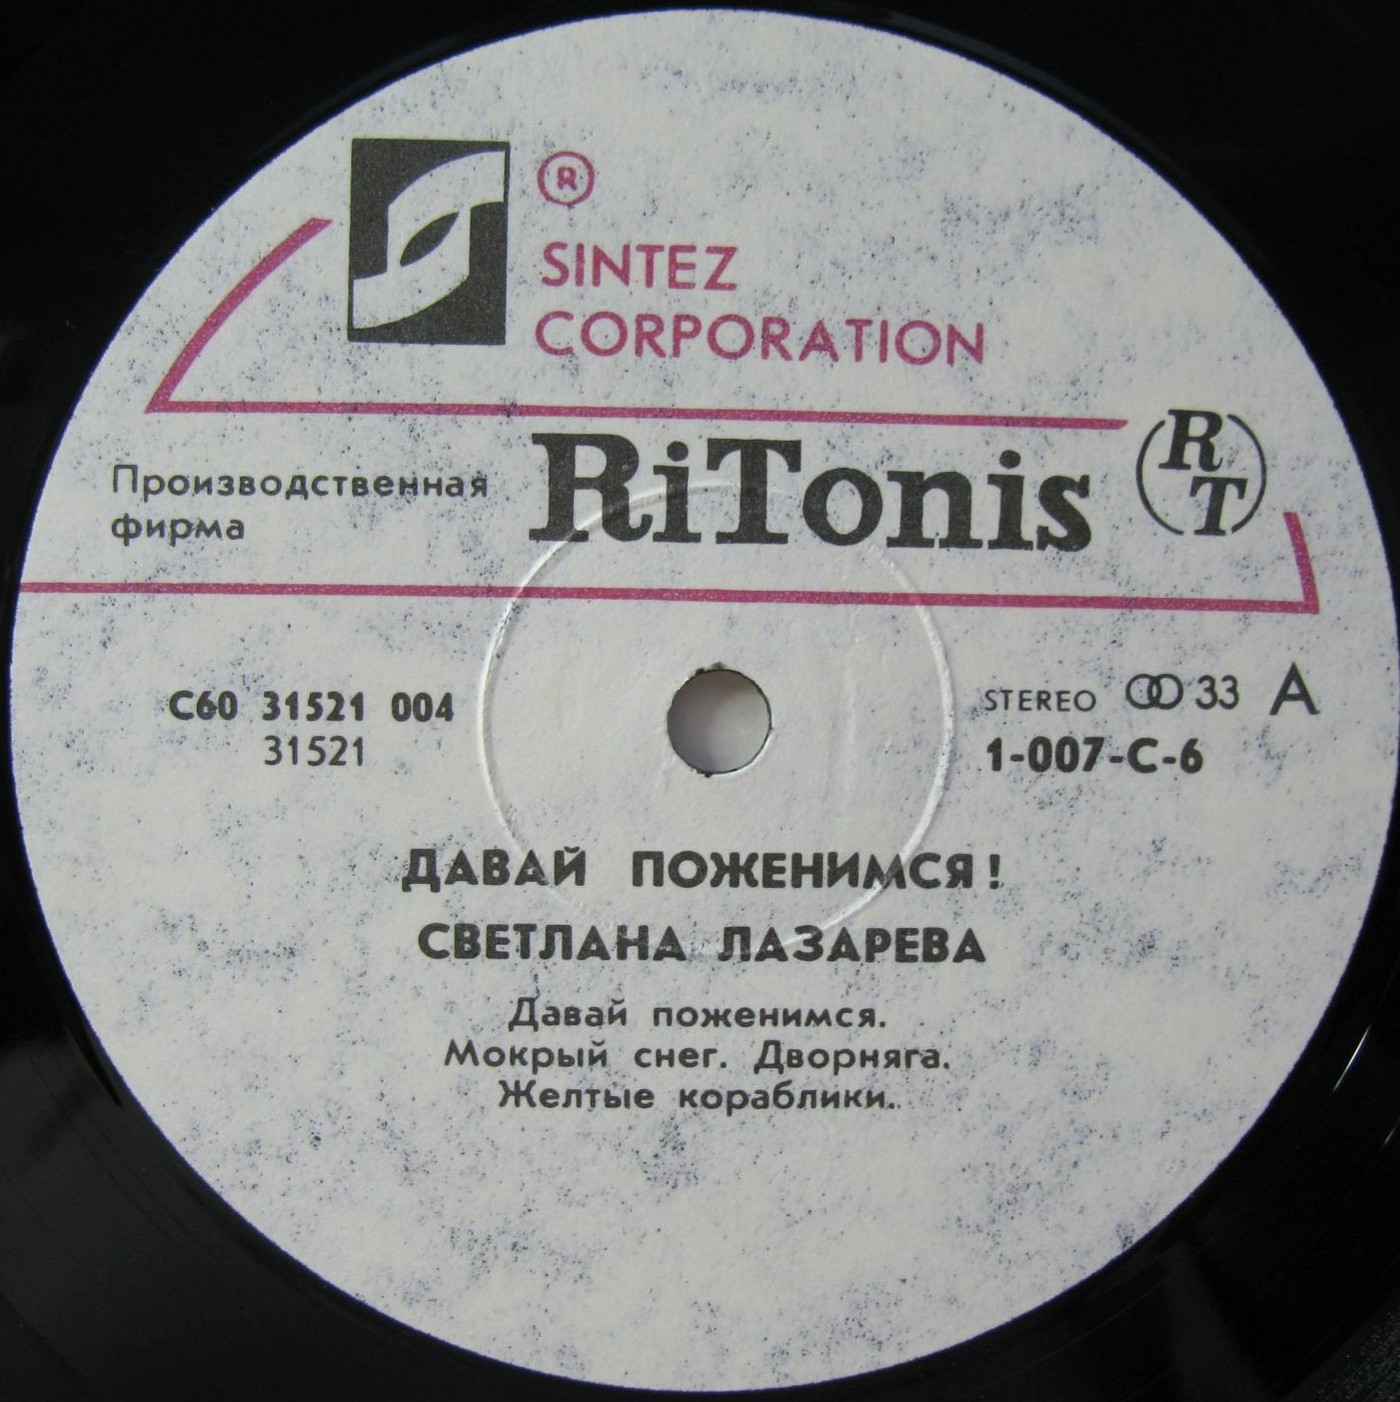 ®
SINTEZ
CORPORATION
Производственная
фирма
RiTonis
R
T
С60 31521 004
31521
STEREO 33 A
1-007-C-6
ДАВАЙ ПОЖЕНИМСЯ!
СВЕТЛАНА ЛАЗАРЕВА
Давай поженимся.
Мокрый снег. Дворняга.
Желтые кораблики.